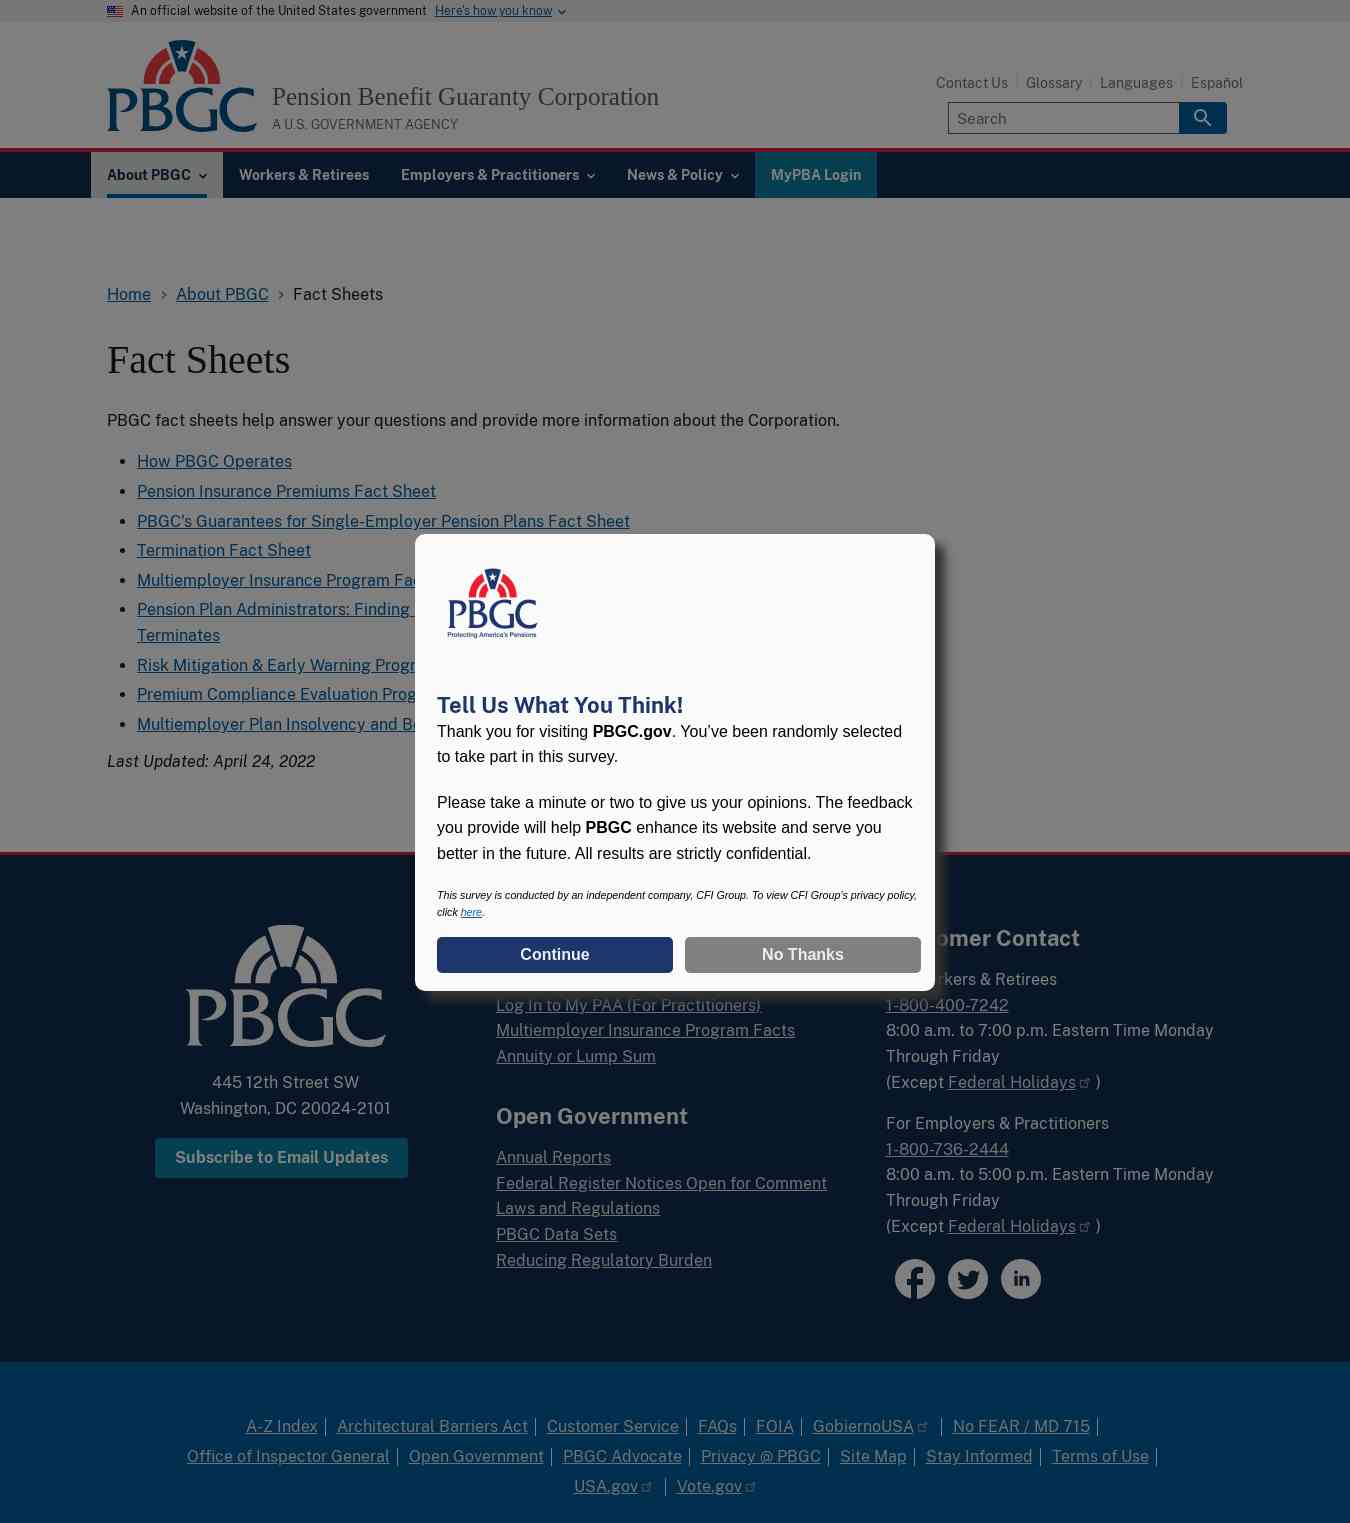 An official website of the United States government Here's how you know
PBGC
Pension Benefit Guaranty Corporation
A U.S. GOVERNMENT AGENCY
Contact Us Glossary Languages Español
Search
About PBGC Workers & Retirees Employers & Practitioners News & Policy MyPBA Login
Home About PBGC Fact Sheets
Fact Sheets
PBGC fact sheets help answer your questions and provide more information about the Corporation.
How PBGC Operates
Pension Insurance Premiums Fact Sheet
PBGC's Guarantees for Single-Employer Pension Plans Fact Sheet
Termination Fact Sheet
Multiemployer Insurance Program
Pension Plan Administrators: Finding
Terminates
Risk Mitigation & Early Warning
Premium Compliance Evaluation
Multiemployer Plan Insolvency and
Last Updated: April 24, 2022
PBGC
Protecting America's Pensions
Tell Us What You Think!
Thank you for visiting PBGC.gov. You've been randomly selected
to take part in this survey.
Please take a minute or two to give us your opinions. The feedback
you provide will help PBGC enhance its website and serve you
better in the future. All results are strictly confidential.
This survey is conducted by an independent company, CFI Group. To view CFI Group's privacy policy,
click here.
Continue No Thanks
PBGC
445 12th Street SW
Washington, DC 20024-2101
Subscribe to Email Updates
Log In to My PAA (For Practitioners)
Multiemployer Insurance Program Facts
Annuity or Lump Sum
Open Government
Annual Reports
Federal Register Notices Open for Comment
Laws and Regulations
PBGC Data Sets
Reducing Regulatory Burden
Contact
& Retirees
1-800-400-7242
8:00 a.m. to 7:00 p.m. Eastern Time Monday
Through Friday
(Except Federal Holidays )
For Employers & Practitioners
1-800-736-2444
8:00 a.m. to 5:00 p.m. Eastern Time Monday
Through Friday
(Except Federal Holidays )
in
A-Z Index Architectural Barriers Act Customer Service FAQs FOIA GobiernoUSA No FEAR / MD 715
Office of Inspector General Open Government PBGC Advocate Privacy @ PBGC Site Map Stay Informed Terms of Use
USA.gov Vote.gov